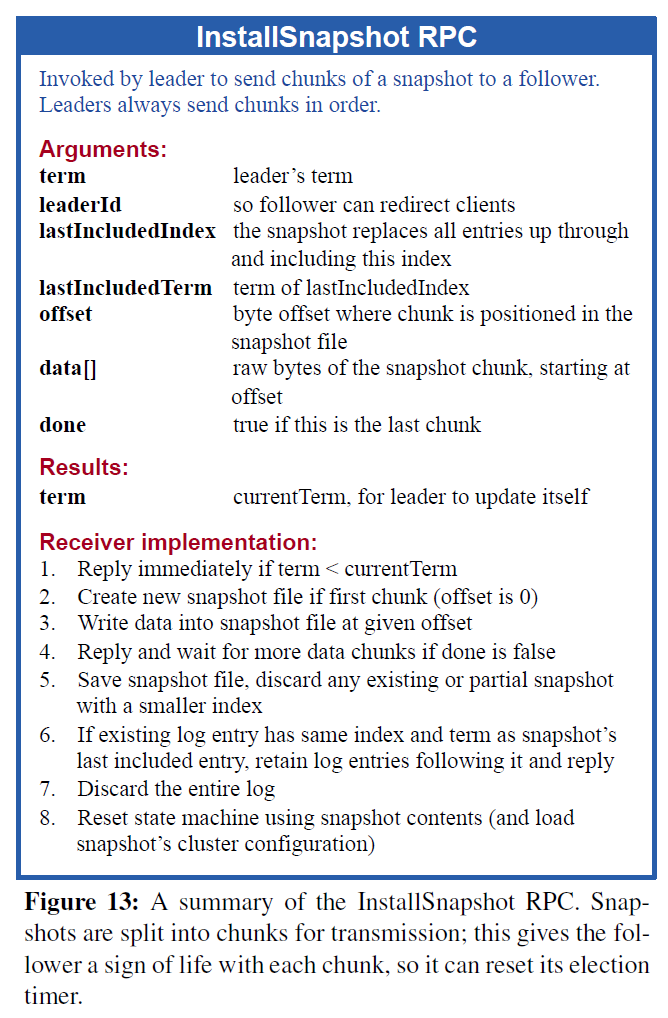 InstallSnapshot RPC
Invoked by leader to send chunks of a snapshot to a follower.
Leaders always send chunks in order.
Arguments:
term leader's term
leaderId so follower can redirect clients
lastIncludedIndex the snapshot replaces all entries up through
and including this index
lastIncludedTerm term of lastIncludedIndex
offset byte offset where chunk is positioned in the
snapshot file
data[] raw bytes of the snapshot chunk, starting at
offset
done true if this is the last chunk
Results:
term currentTerm, for leader to update itself
Receiver implementation:
1. Reply immediately if term < currentTerm
2. Create new snapshot file if first chunk (offset is 0)
3. Write data into snapshot file at given offset
4. Reply and wait for more data chunks if done is false
5. Save snapshot file, discard any existing or partial snapshot
with a smaller index
6. If existing log entry has same index and term as snapshot's
last included entry, retain log entries following it and reply
7. Discard the entire log
8. Reset state machine using snapshot contents (and load
snapshot's cluster configuration)
Figure 13: A summary of the InstallSnapshot RPC. Snap-
shots are split into chunks for transmission; this gives the fol-
lower a sign of life with each chunk, so it can reset its election
timer.